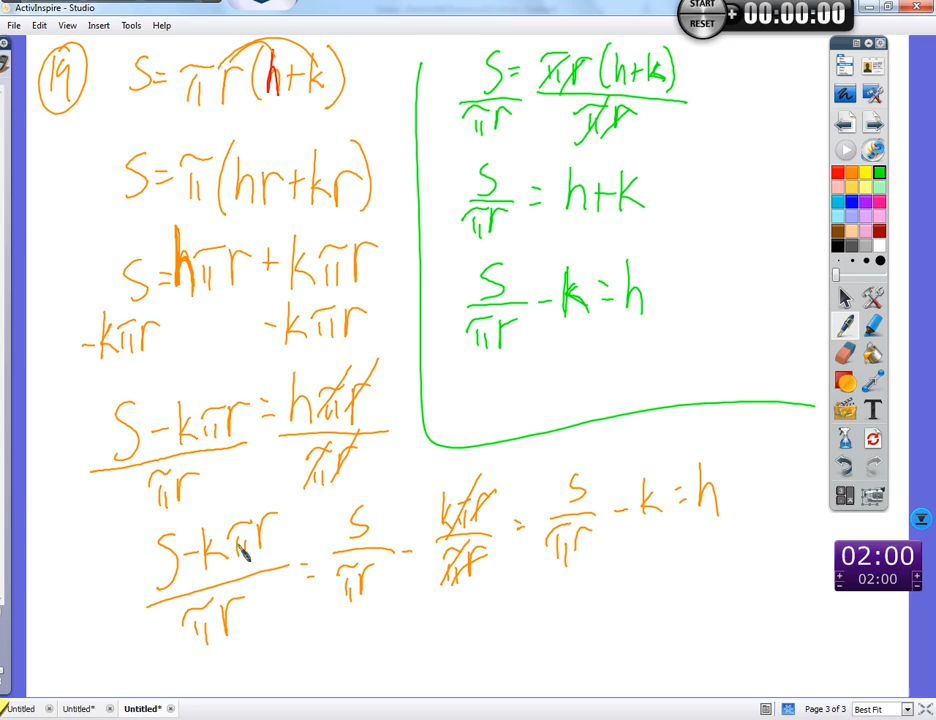 ActivInspire - Studio
File Edit View Insert Tools Help
START
RESET
00:00:00
19
S = πr(h+k)
S = π(hr+kr)
S = hπr + kπr
-kπr -kπr
S - kπr = hπr
πr πr
S - kπr = S - kπr = S - k = h
πr πr πr πr
S = πr(h+k)
πr πr
S = h+k
πr
S - k = h
πr
T
02:00
02:00
Untitled Untitled* Untitled*
Page 3 of 3 Best Fit